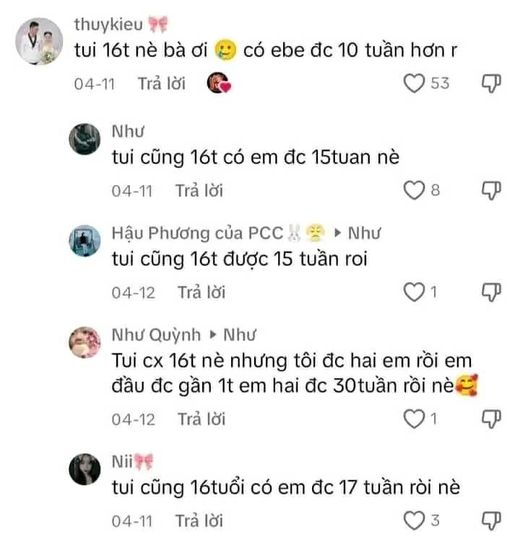 thuykieu 🎀
tui 16t nè bà ơi 🥲 có ebe đc 10 tuần hơn r
04-11 Trả lời 53
Như
tui cũng 16t có em đc 15tuan nè
04-11 Trả lời 8
Hậu Phương của PCC🐰😤 ▸ Như
tui cũng 16t được 15 tuần roi
04-12 Trả lời 1
Như Quỳnh ▸ Như
Tui cx 16t nè nhưng tôi đc hai em rồi em
đầu đc gần 1t em hai đc 30tuần rồi nè🥰
04-12 Trả lời 1
Nii🎀
tui cũng 16tuổi có em đc 17 tuần ròi nè
04-11 Trả lời 3